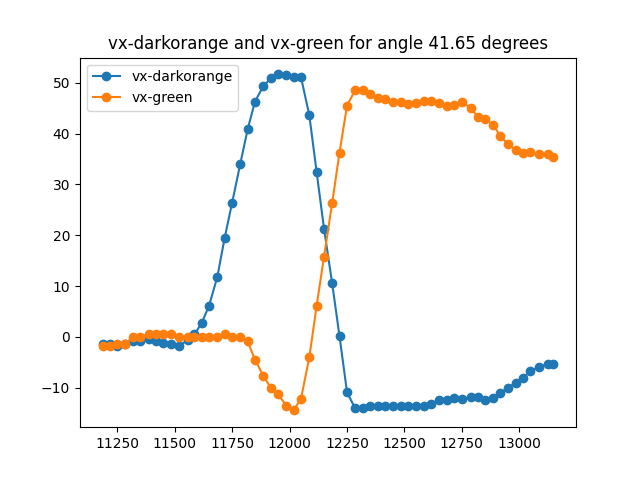 vx-darkorange and vx-green for angle 41.65 degrees
vx-darkorange
vx-green
50
40
30
20
10
0
−10
11250 11500 11750 12000 12250 12500 12750 13000